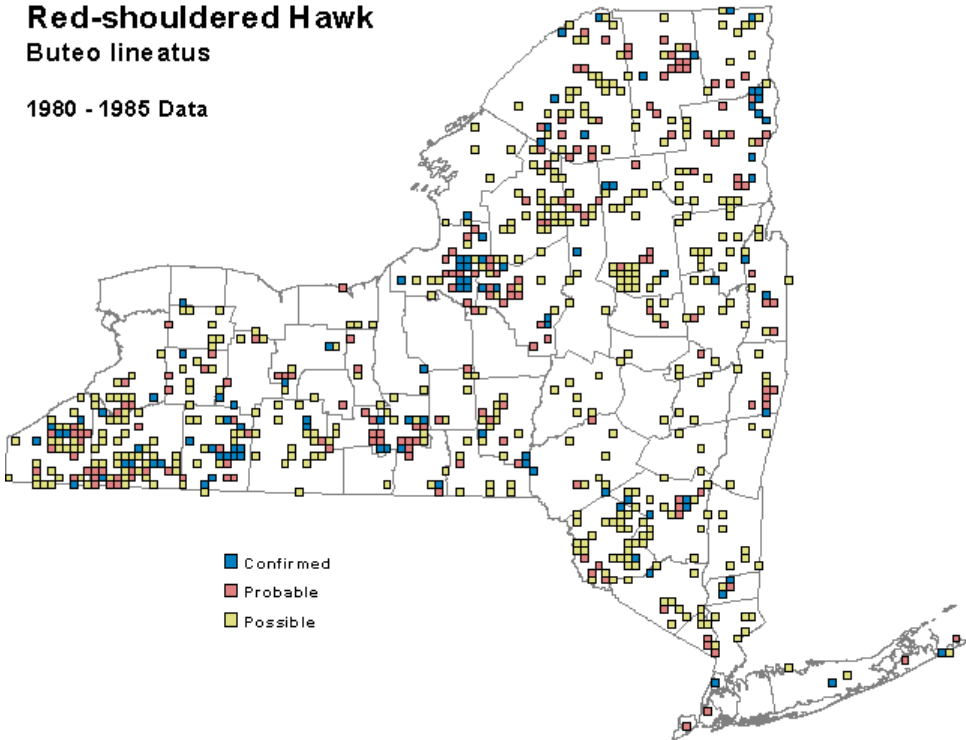 Red-shouldered Hawk
Buteo lineatus
1980 - 1985 Data
Confirmed
Probable
Possible